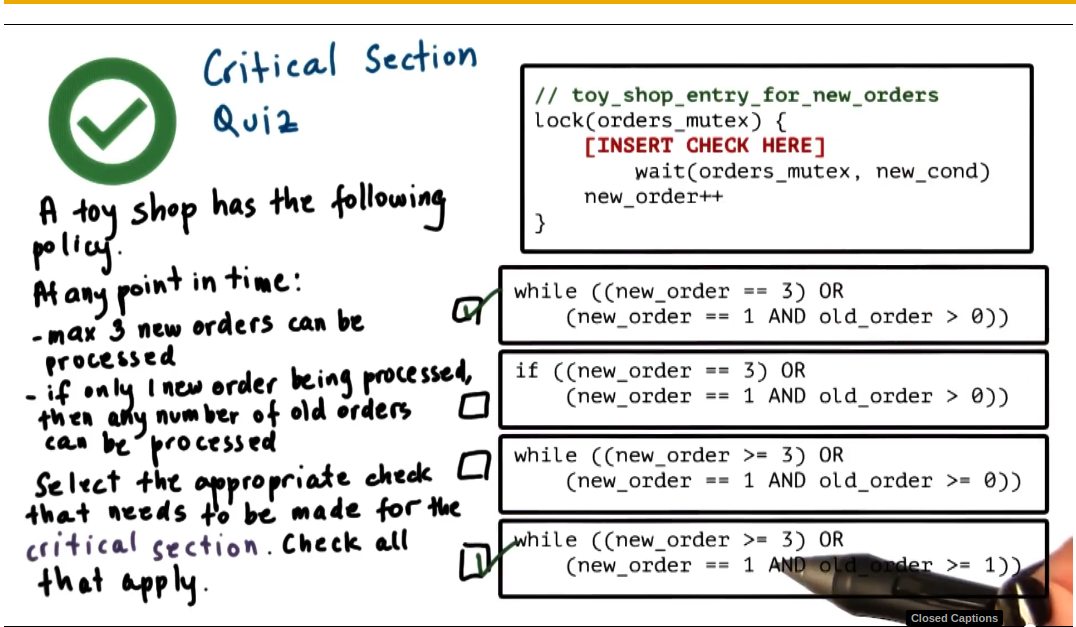 Critical Section
Quiz
A toy shop has the following
policy.
At any point in time:
- max 3 new orders can be
processed
- if only 1 new order being processed,
then any number of old orders
can be processed
Select the appropriate check
that needs to be made for the
critical section. Check all
that apply.
// toy_shop_entry_for_new_orders
lock(orders_mutex) {
[INSERT CHECK HERE]
wait(orders_mutex, new_cond)
new_order++
}
while ((new_order == 3) OR
(new_order == 1 AND old_order > 0))
if ((new_order == 3) OR
(new_order == 1 AND old_order > 0))
while ((new_order >= 3) OR
(new_order == 1 AND old_order >= 0))
while ((new_order >= 3) OR
(new_order == 1 AND old_order >= 1))
Closed Captions